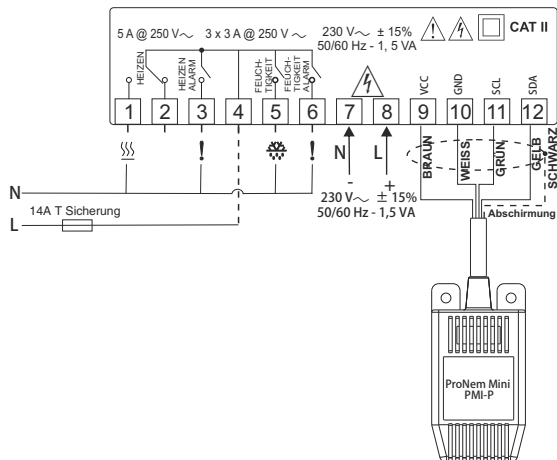 5 A @ 250 V～ 3 x 3 A @ 250 V～
230 V～ ± 15%
50/60 Hz - 1, 5 VA
CAT II
HEIZEN
HEIZEN
ALARM
FEUCH-
TIGKEIT
FEUCH-
TIGKEIT
ALARM
VCC
GND
SCL
SDA
1 2 3 4 5 6 7 8 9 10 11 12
! !
N L
- +
230 V～ ± 15%
50/60 Hz - 1,5 VA
BRAUN
WEISS
GRÜN
GELB
SCHWARZ
Abschirmung
N
L
14A T Sicherung
ProNem Mini
PMI-P